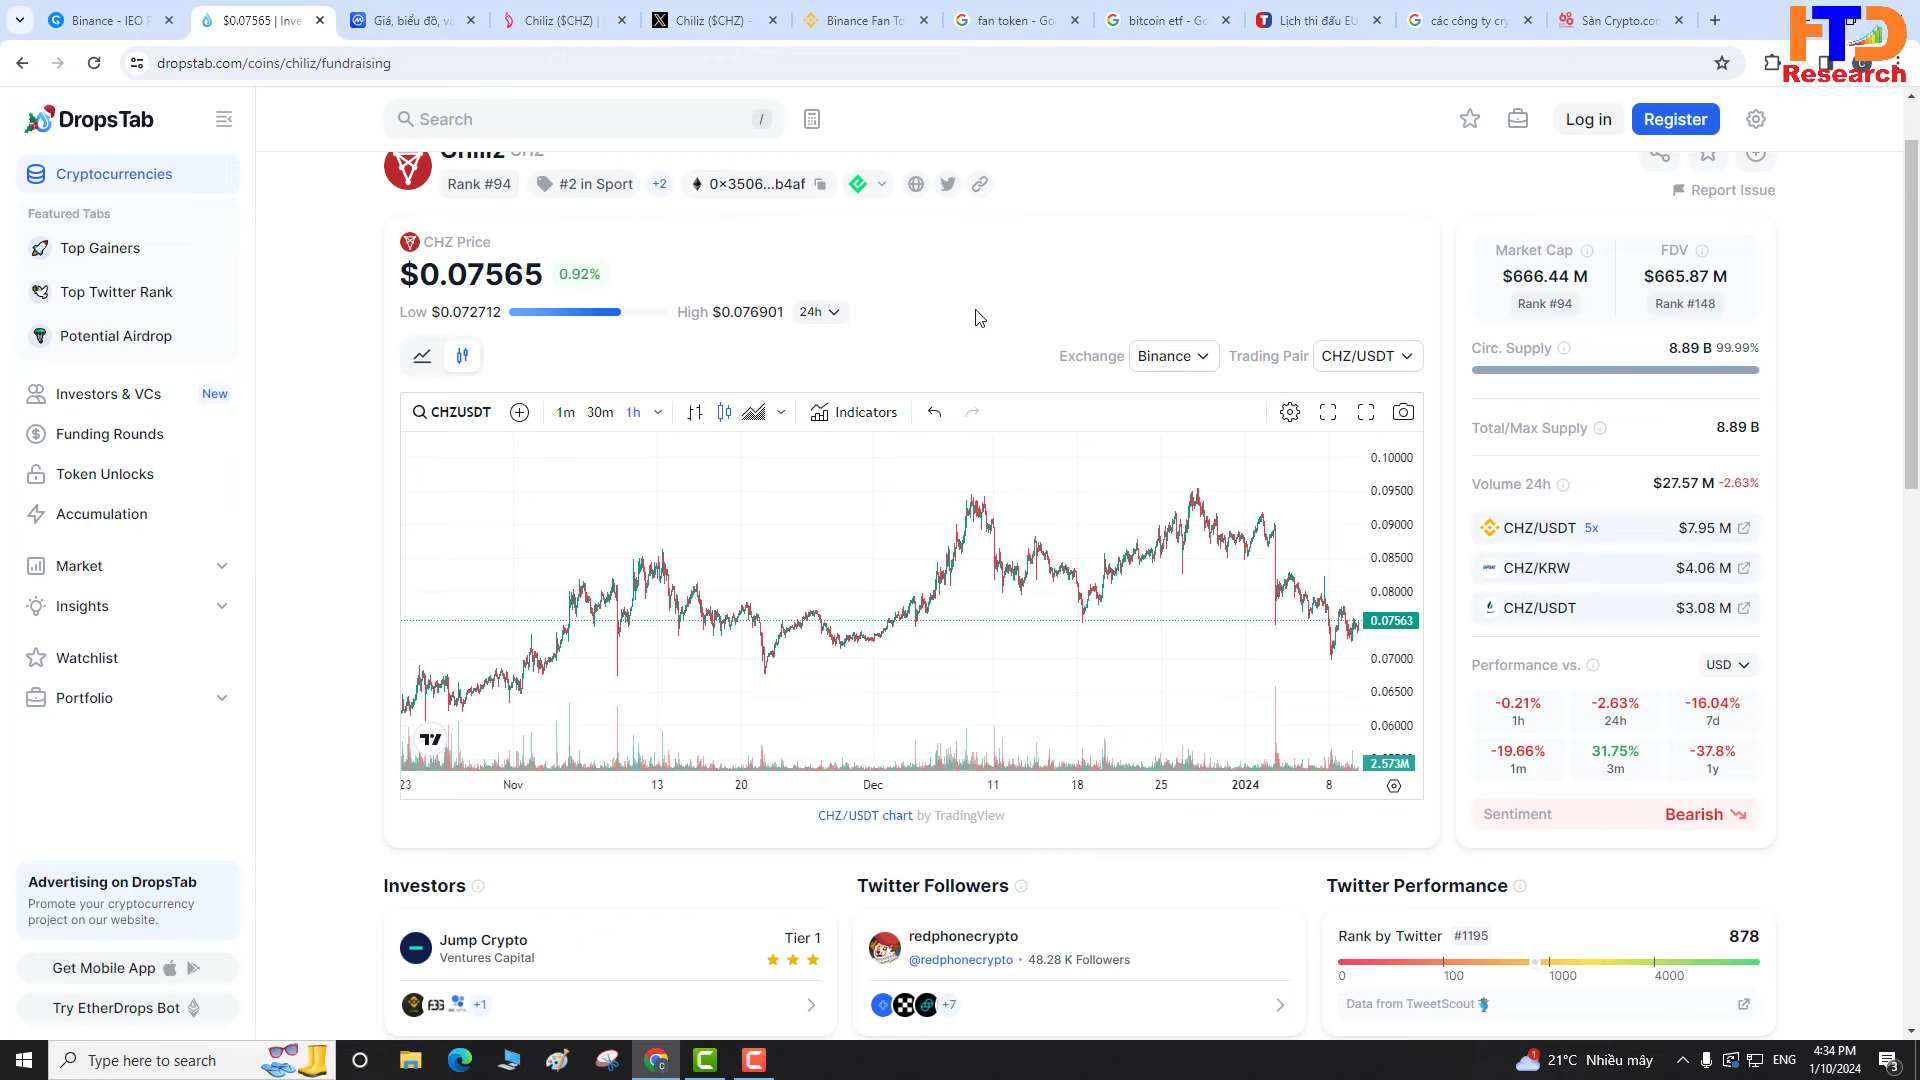 Binance - IEO P
$0.07565 | Inve
Giá, biểu đồ, vố
Chiliz ($CHZ) |
Chiliz ($CHZ) -
Binance Fan To
fan token - Goo
bitcoin etf - Go
Lịch thi đấu EU
các công ty cry
Sàn Crypto.com
HTD
Research
dropstab.com/coins/chiliz/fundraising
DropsTab
Search
/
Log in
Register
Cryptocurrencies
Featured Tabs
Top Gainers
Top Twitter Rank
Potential Airdrop
Investors & VCs New
Funding Rounds
Token Unlocks
Accumulation
Market
Insights
Watchlist
Portfolio
Advertising on DropsTab
Promote your cryptocurrency
project on our website.
Get Mobile App
Try EtherDrops Bot
Chiliz CHZ
Rank #94
#2 in Sport
+2
0×3506...b4af
Report Issue
CHZ Price
$0.07565 0.92%
Low $0.072712 High $0.076901 24h
Exchange Binance Trading Pair CHZ/USDT
CHZUSDT 1m 30m 1h Indicators
0.10000
0.09500
0.09000
0.08500
0.08000
0.07563
0.07000
0.06500
0.06000
2.573M
23 Nov 13 20 Dec 11 18 25 2024 8
CHZ/USDT chart by TradingView
Market Cap FDV
$666.44 M $665.87 M
Rank #94 Rank #148
Circ. Supply 8.89 B 99.99%
Total/Max Supply 8.89 B
Volume 24h $27.57 M -2.63%
CHZ/USDT 5x $7.95 M
CHZ/KRW $4.06 M
CHZ/USDT $3.08 M
Performance vs. USD
-0.21% -2.63% -16.04%
1h 24h 7d
-19.66% 31.75% -37.8%
1m 3m 1y
Sentiment Bearish
Investors
Jump Crypto Tier 1
Ventures Capital
+1
Twitter Followers
redphonecrypto
@redphonecrypto • 48.28 K Followers
+7
Twitter Performance
Rank by Twitter #1195 878
0 100 1000 4000
Data from TweetScout
Type here to search
21°C Nhiều mây
ENG
4:34 PM
1/10/2024
3